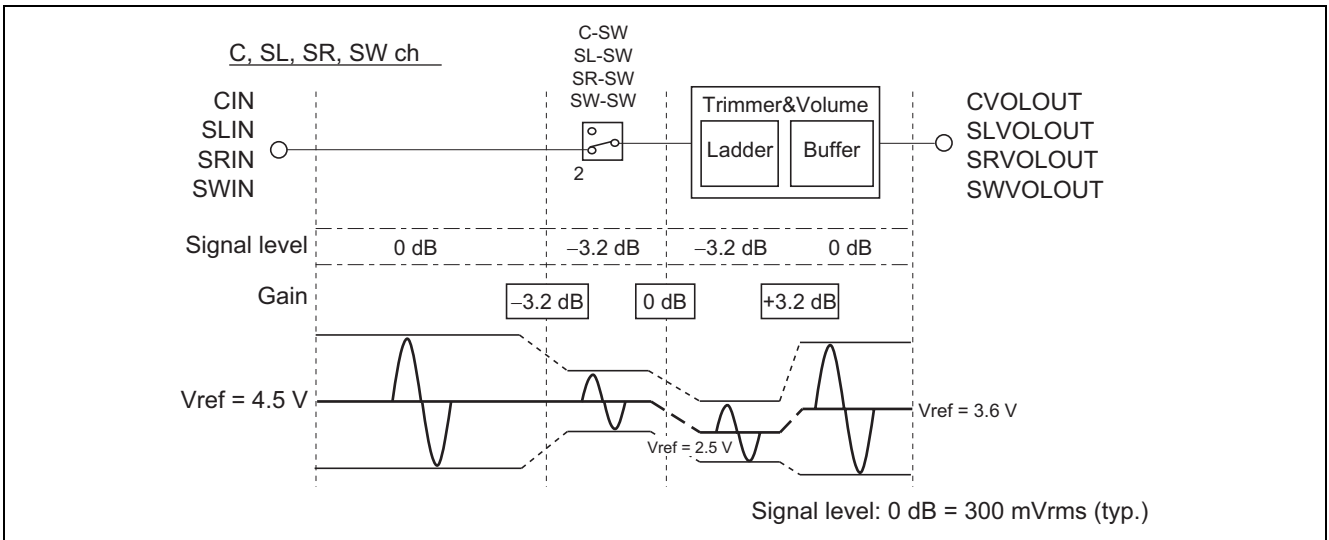 C, SL, SR, SW ch
C-SW
SL-SW
SR-SW
SW-SW
CIN
SLIN
SRIN
SWIN
2
Trimmer&Volume
Ladder
Buffer
CVOLOUT
SLVOLOUT
SRVOLOUT
SWVOLOUT
Signal level 0 dB −3.2 dB −3.2 dB 0 dB
Gain −3.2 dB 0 dB +3.2 dB
Vref = 4.5 V
Vref = 2.5 V
Vref = 3.6 V
Signal level: 0 dB = 300 mVrms (typ.)